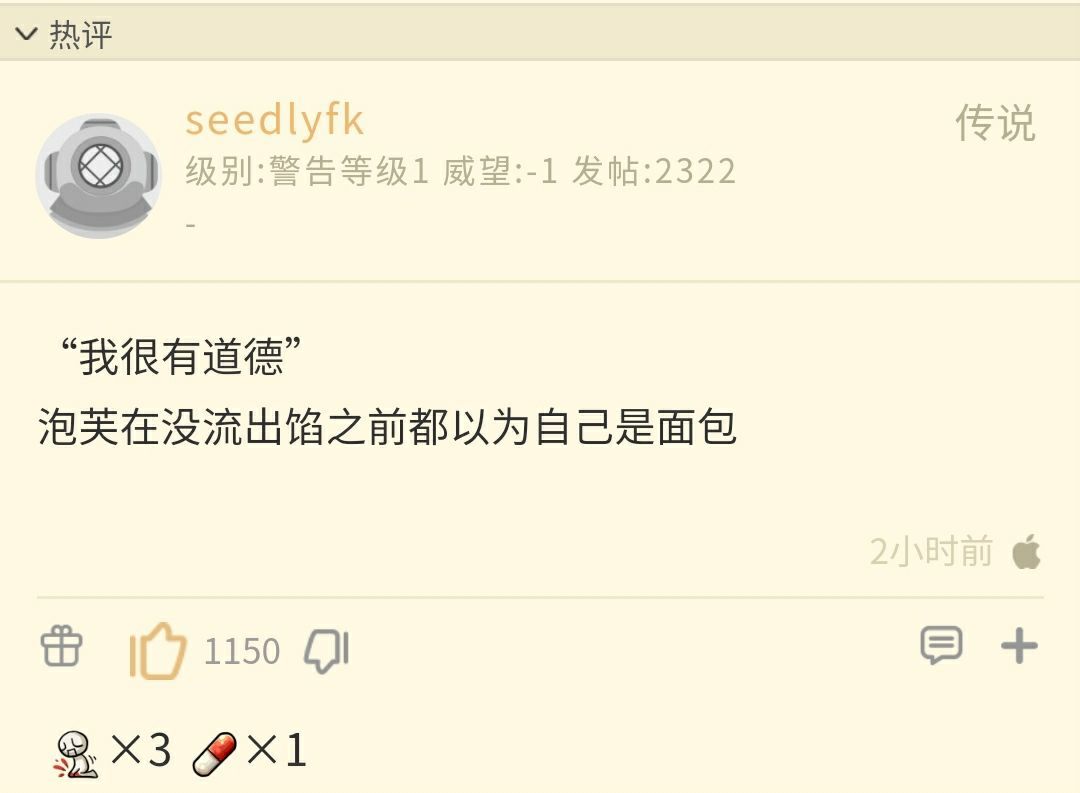 热评
seedlyfk
传说
级别:警告等级1 威望:-1 发帖:2322
-
“我很有道德”
泡芙在没流出馅之前都以为自己是面包
2小时前
1150
×3 ×1